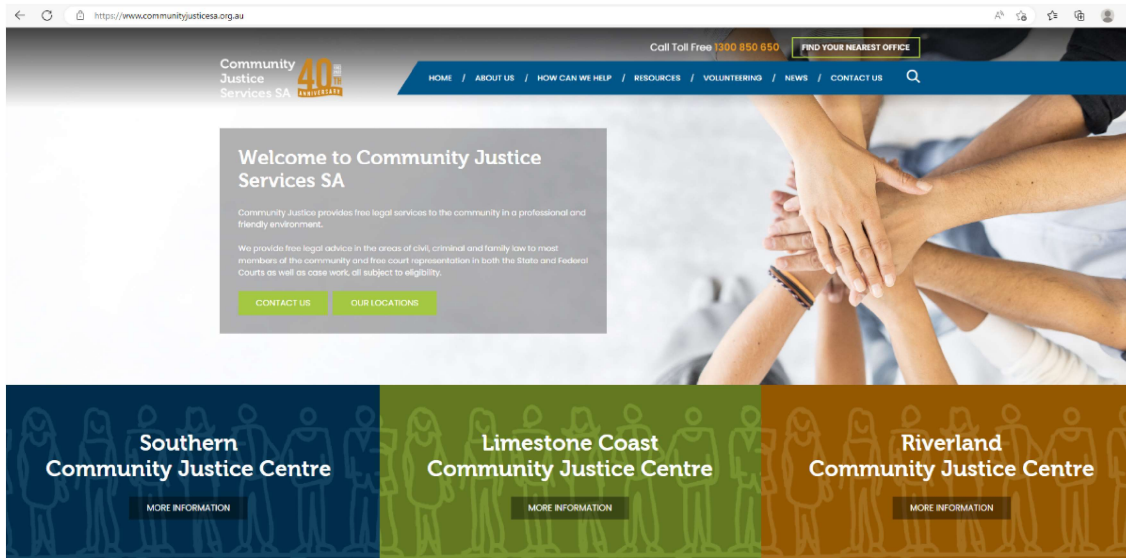 https://www.communityjusticesa.org.au
Call Toll Free 1300 850 650
FIND YOUR NEAREST OFFICE
Community
Justice
Services SA
40TH
ANNIVERSARY
HOME / ABOUT US / HOW CAN WE HELP / RESOURCES / VOLUNTEERING / NEWS / CONTACT US
Welcome to Community Justice
Services SA
Community Justice provides free legal services to the community in a professional and
friendly environment.
We provide free legal advice in the areas of civil, criminal and family law to most
members of the community and free court representation in both the State and Federal
Courts as well as case work, all subject to eligibility.
CONTACT US
OUR LOCATIONS
Southern
Community Justice Centre
MORE INFORMATION
Limestone Coast
Community Justice Centre
MORE INFORMATION
Riverland
Community Justice Centre
MORE INFORMATION